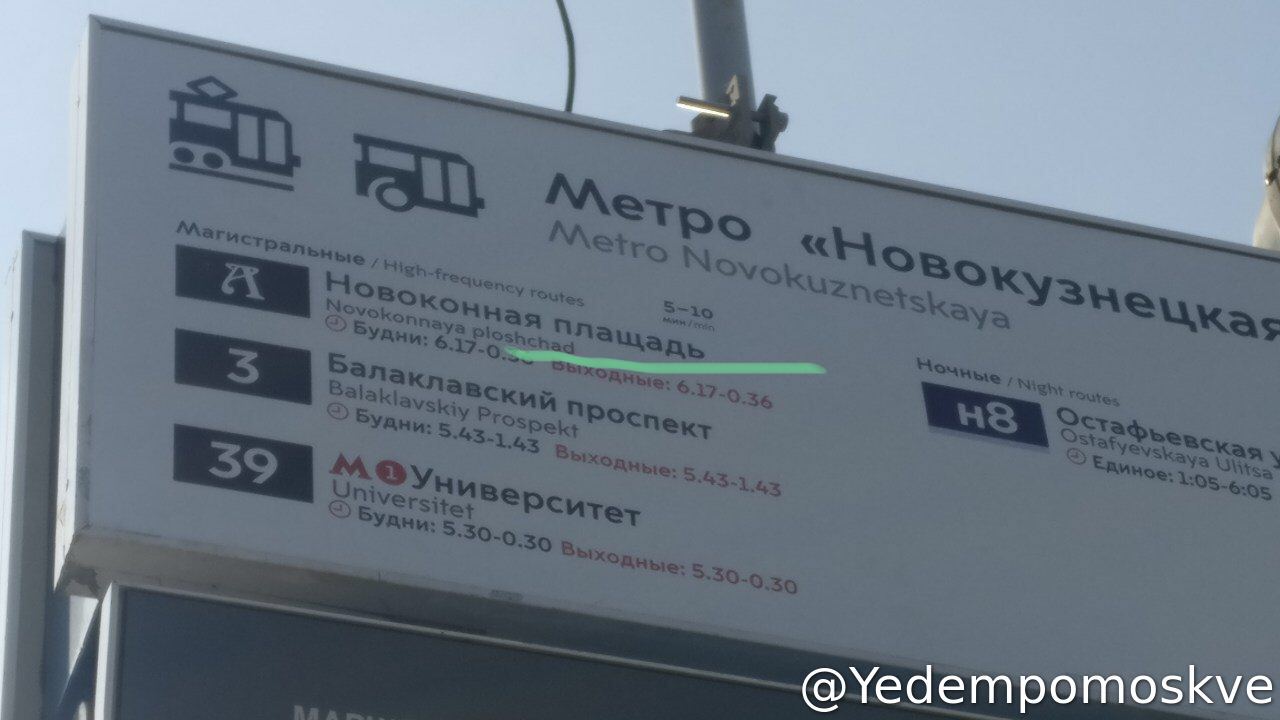 Метро «Новокузнецкая
Metro Novokuznetskaya
Магистральные / High-frequency routes
А
Новоконная плащадь
5-10
мин/min
Novokonnaya ploshchad
Будни: 6.17-0.36 Выходные: 6.17-0.36
3
Балаклавский проспект
Balaklavskiy Prospekt
Будни: 5.43-1.43 Выходные: 5.43-1.43
39
М 1 Университет
Universitet
Будни: 5.30-0.30 Выходные: 5.30-0.30
Ночные / Night routes
н8
Остафьевская у
Ostafyevskaya Ulitsa
Единое: 1:05-6:05
@Yedempomoskve